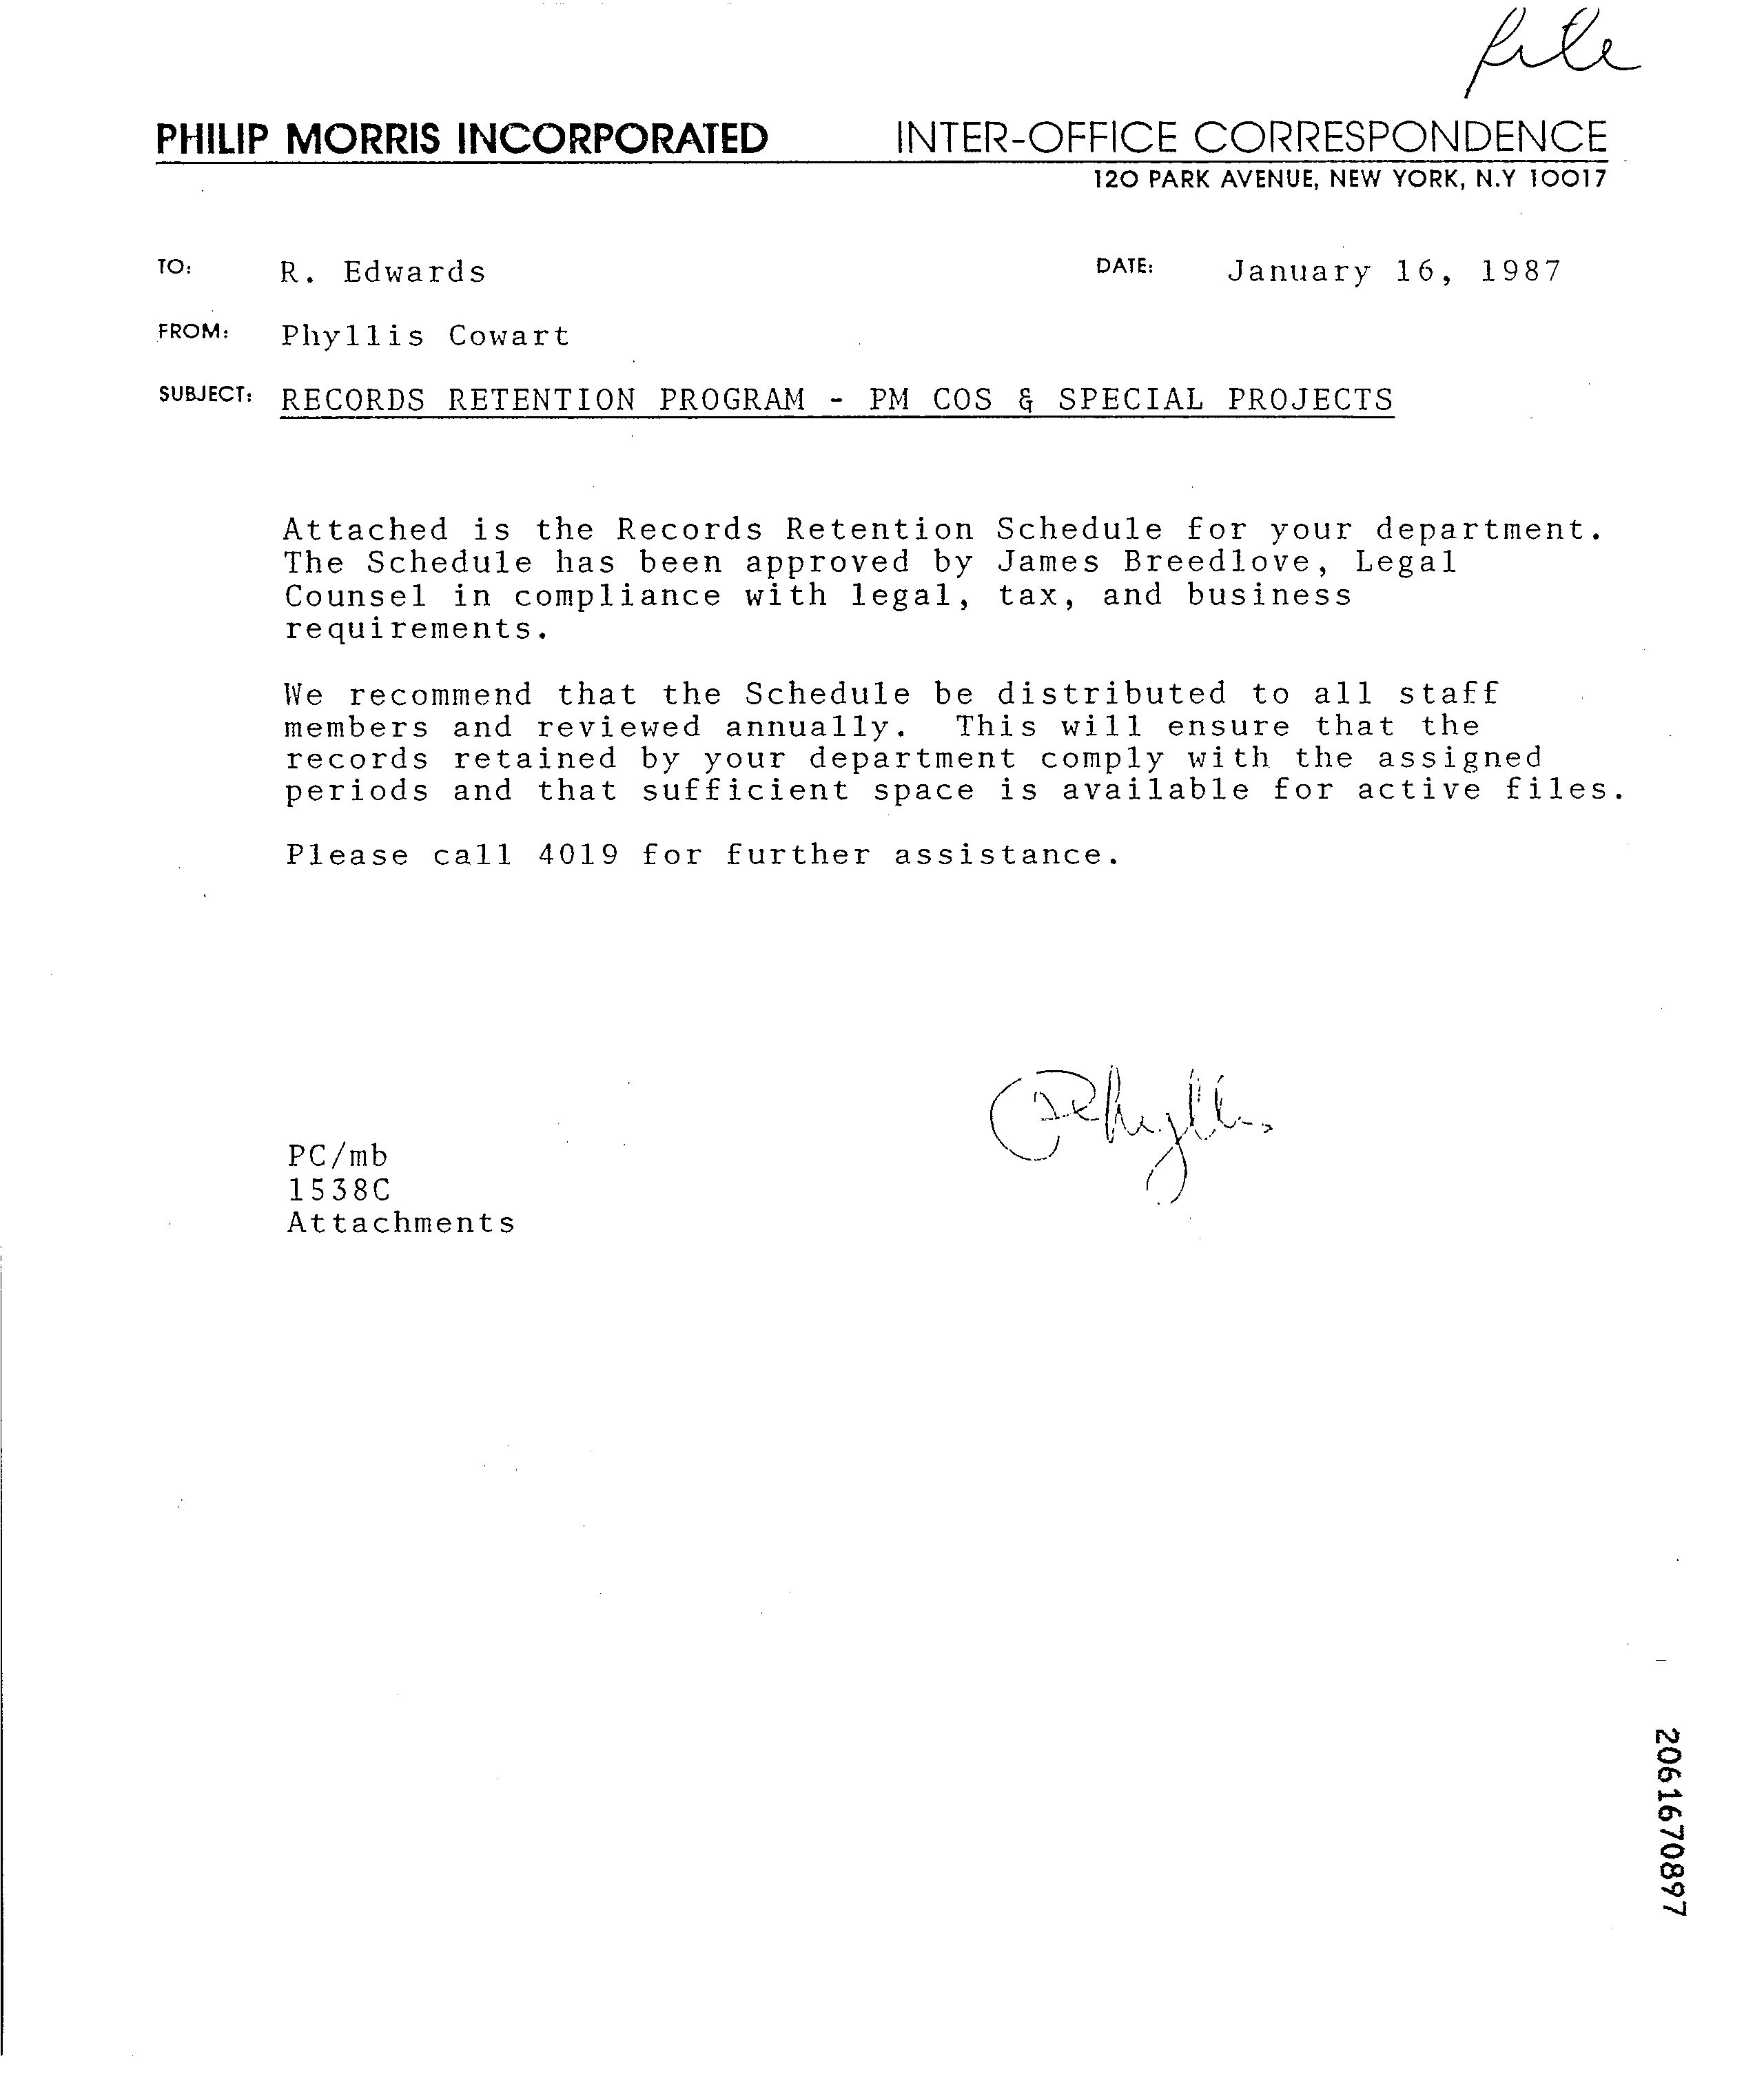 file
PHILIP MORRIS INCORPORATED INTER-OFFICE CORRESPONDENCE
120 PARK AVENUE, NEW YORK, N.Y 10017
TO: R. Edwards DATE: January 16, 1987
FROM: Phyllis Cowart
SUBJECT: RECORDS RETENTION PROGRAM - PM COS & SPECIAL PROJECTS
Attached is the Records Retention Schedule for your department.
The Schedule has been approved by James Breedlove, Legal
Counsel in compliance with legal, tax, and business
requirements.
We recommend that the Schedule be distributed to all staff
members and reviewed annually. This will ensure that the
records retained by your department comply with the assigned
periods and that sufficient space is available for active files.
Please call 4019 for further assistance.
Phyllis
PC/mb
1538C
Attachments
2061670897